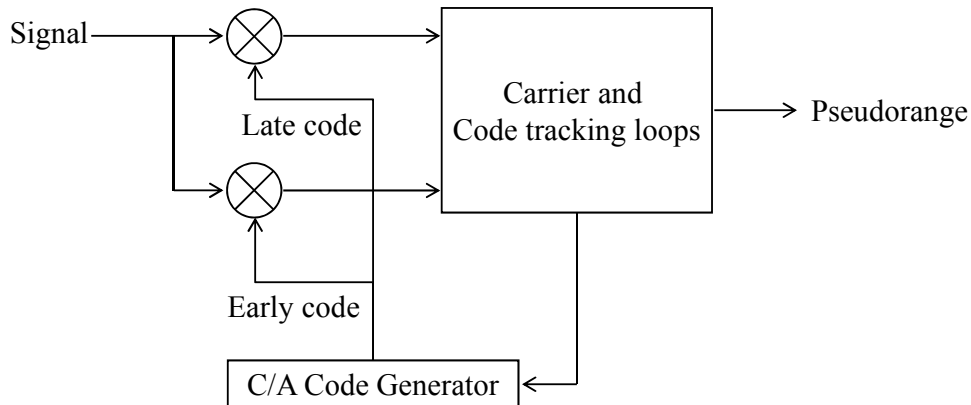 Signal
Late code
Carrier and
Code tracking loops
Pseudorange
Early code
C/A Code Generator